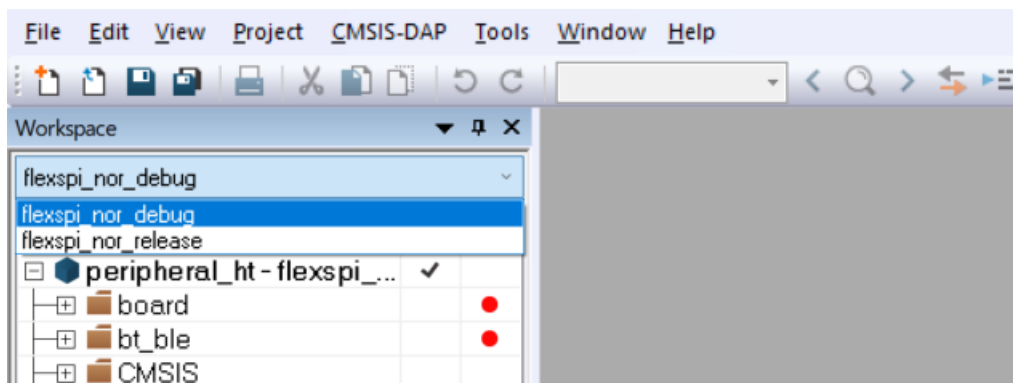 File Edit View Project CMSIS-DAP Tools Window Help
Workspace
flexspi_nor_debug
flexspi_nor_debug
flexspi_nor_release
peripheral_ht - flexspi_...
board
bt_ble
CMSIS